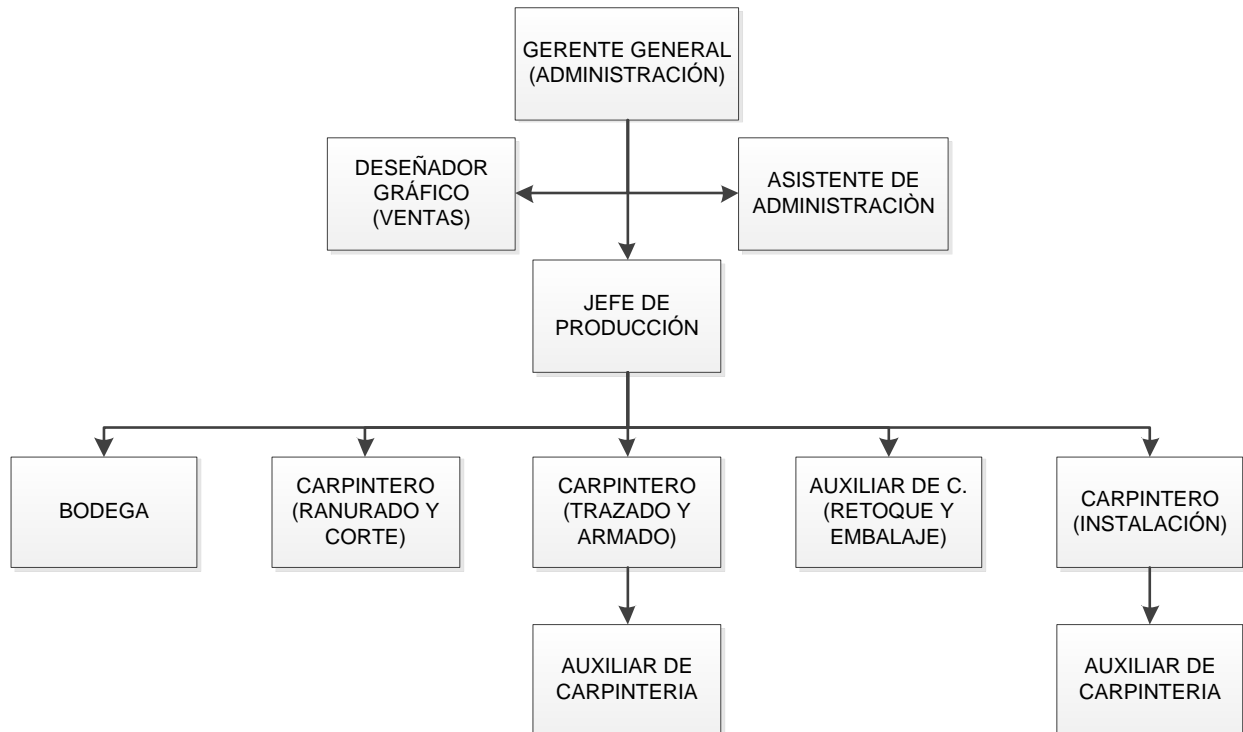 GERENTE GENERAL
(ADMINISTRACIÓN)
DESEÑADOR
GRÁFICO
(VENTAS)
ASISTENTE DE
ADMINISTRACIÒN
JEFE DE
PRODUCCIÓN
BODEGA
CARPINTERO
(RANURADO Y
CORTE)
CARPINTERO
(TRAZADO Y
ARMADO)
AUXILIAR DE C.
(RETOQUE Y
EMBALAJE)
CARPINTERO
(INSTALACIÓN)
AUXILIAR DE
CARPINTERIA
AUXILIAR DE
CARPINTERIA